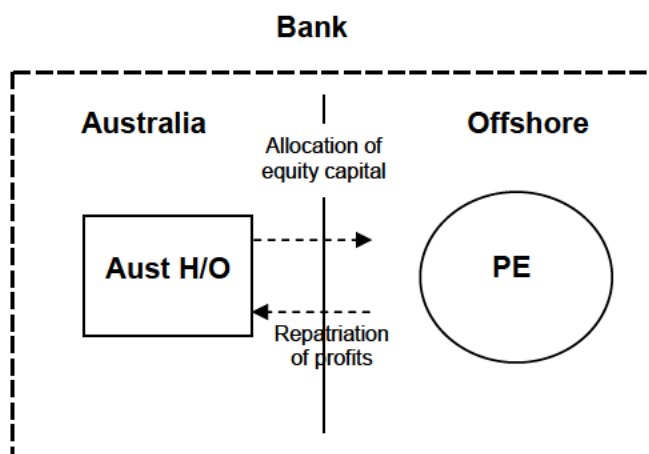 Bank
Australia
Offshore
Allocation of
equity capital
Aust H/O
PE
Repatriation
of profits